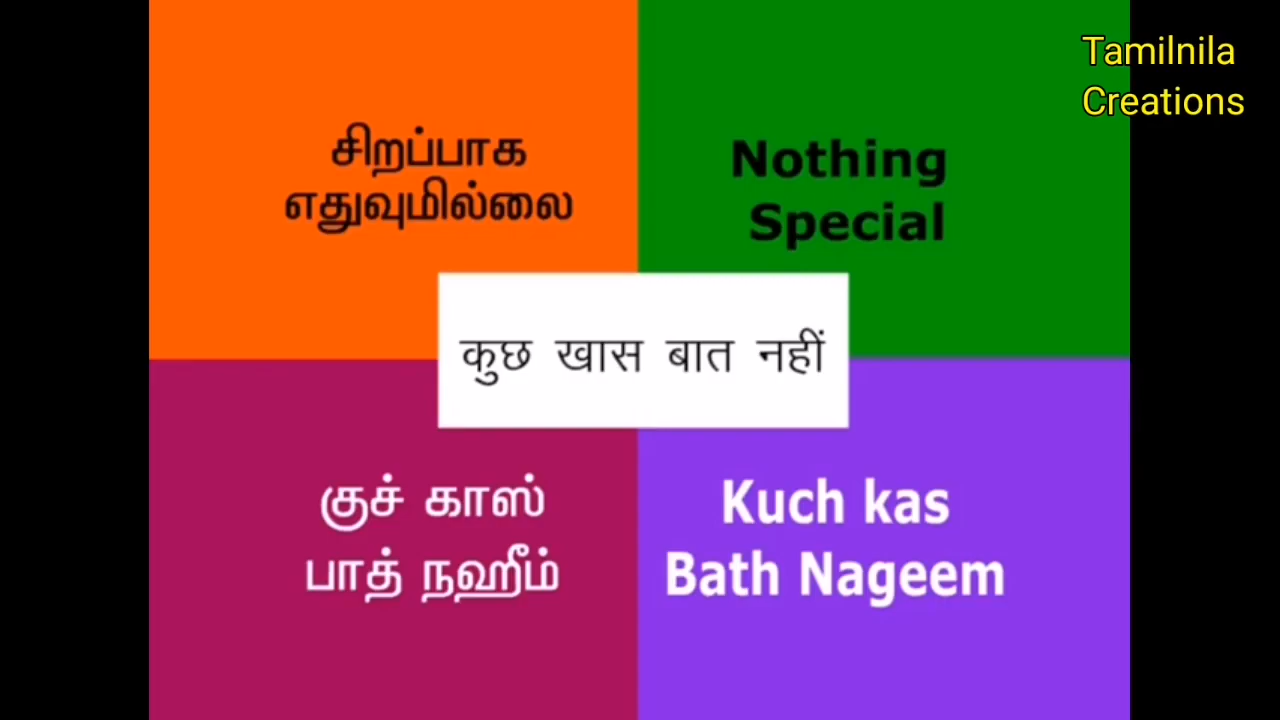 Tamilnila
Creations
சிறப்பாக
எதுவுமில்லை
Nothing
Special
कुछ खास बात नहीं
குச் காஸ்
பாத் நஹீம்
Kuch kas
Bath Nageem